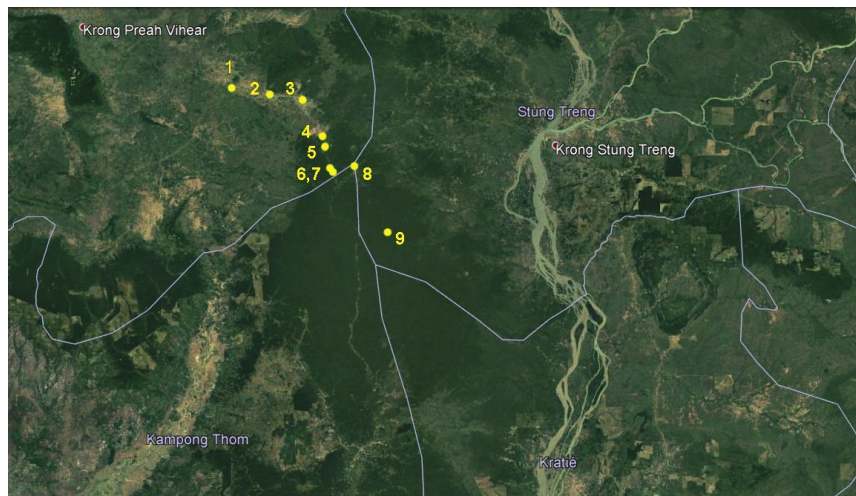 Krong Preah Vihear
1
2
3
Stung Treng
4
Krong Stung Treng
5
6,7
8
9
Kampong Thom
Kratié